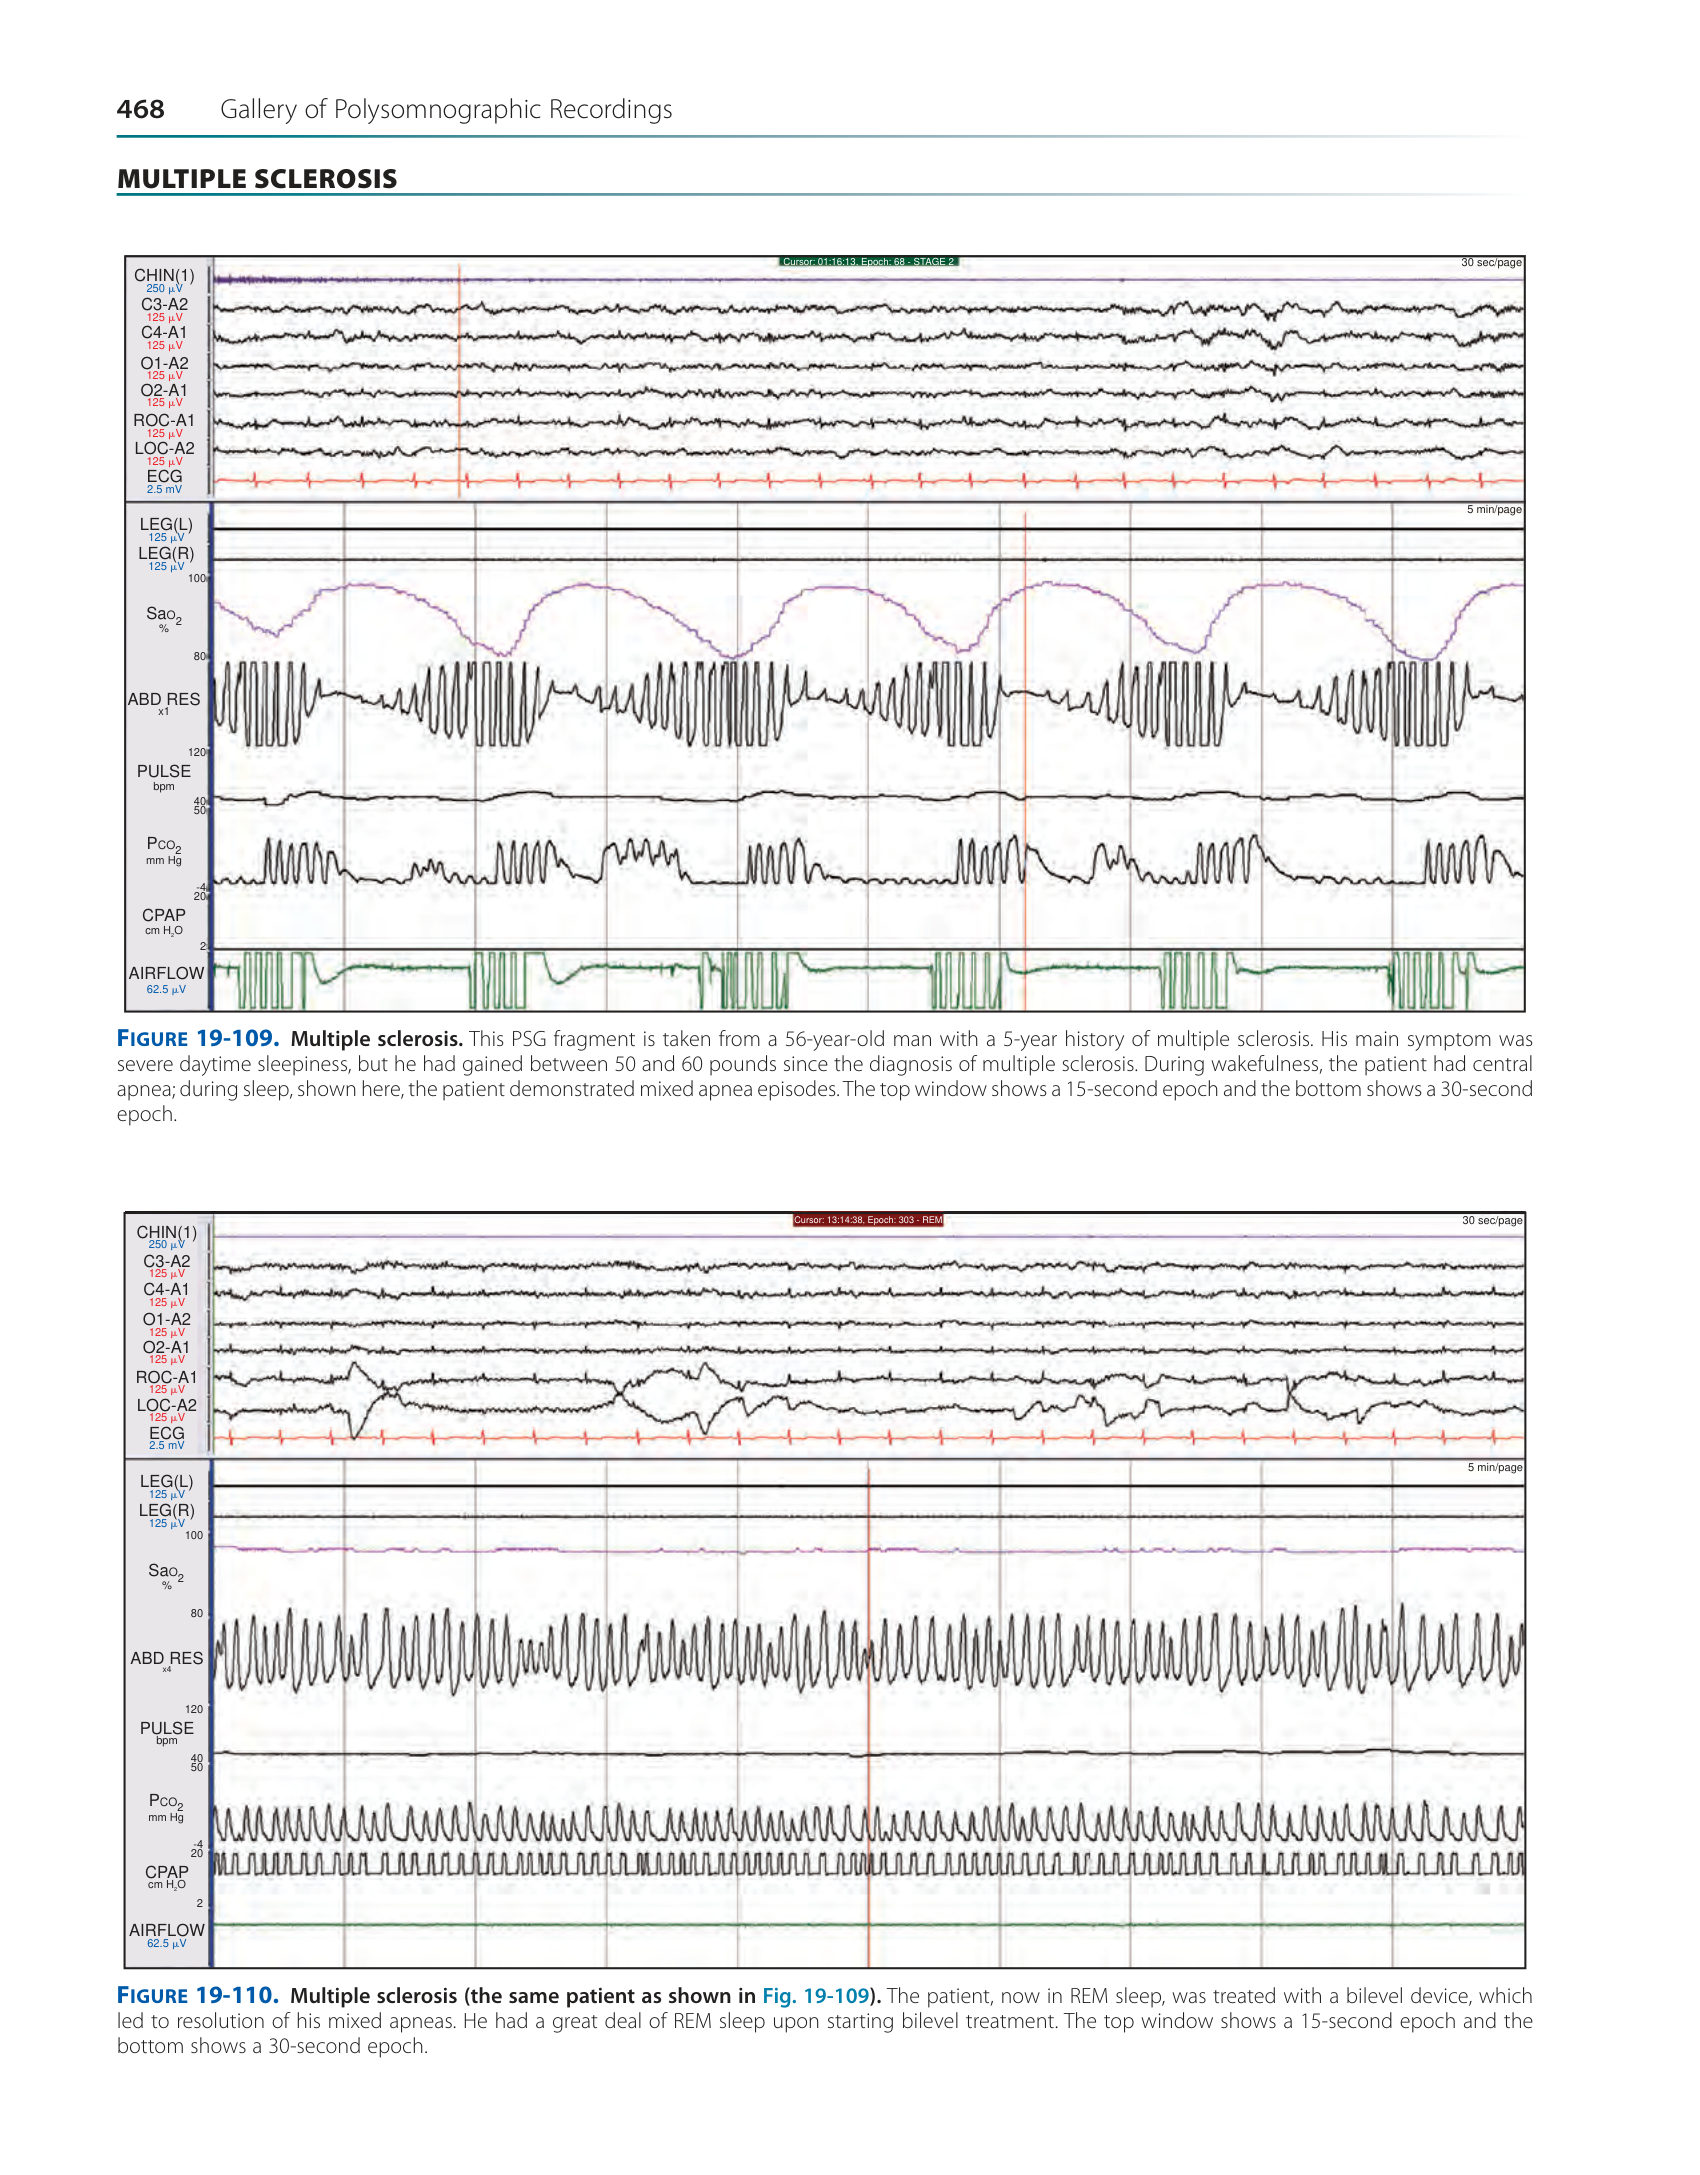 468 Gallery of Polysomnographic Recordings
MULTIPLE SCLEROSIS
Cursor: 01:16:13, Epoch: 68 - STAGE 2
30 sec/page
CHIN(1)
250 µV
C3-A2
125 µV
C4-A1
125 µV
O1-A2
125 µV
O2-A1
125 µV
ROC-A1
125 µV
LOC-A2
125 µV
ECG
2.5 mV
5 min/page
LEG(L)
125 µV
LEG(R)
125 µV
100
SaO2
%
80
ABD RES
x1
120
PULSE
bpm
40
50
PCO2
mm Hg
-4
20
CPAP
cm H2O
2
AIRFLOW
62.5 µV
FIGURE 19-109. Multiple sclerosis. This PSG fragment is taken from a 56-year-old man with a 5-year history of multiple sclerosis. His main symptom was
severe daytime sleepiness, but he had gained between 50 and 60 pounds since the diagnosis of multiple sclerosis. During wakefulness, the patient had central
apnea; during sleep, shown here, the patient demonstrated mixed apnea episodes. The top window shows a 15-second epoch and the bottom shows a 30-second
epoch.
Cursor: 13:14:38, Epoch: 303 - REM
30 sec/page
CHIN(1)
250 µV
C3-A2
125 µV
C4-A1
125 µV
O1-A2
125 µV
O2-A1
125 µV
ROC-A1
125 µV
LOC-A2
125 µV
ECG
2.5 mV
5 min/page
LEG(L)
125 µV
LEG(R)
125 µV
100
SaO2
%
80
ABD RES
x4
120
PULSE
bpm
40
50
PCO2
mm Hg
-4
20
CPAP
cm H2O
2
AIRFLOW
62.5 µV
FIGURE 19-110. Multiple sclerosis (the same patient as shown in Fig. 19-109). The patient, now in REM sleep, was treated with a bilevel device, which
led to resolution of his mixed apneas. He had a great deal of REM sleep upon starting bilevel treatment. The top window shows a 15-second epoch and the
bottom shows a 30-second epoch.